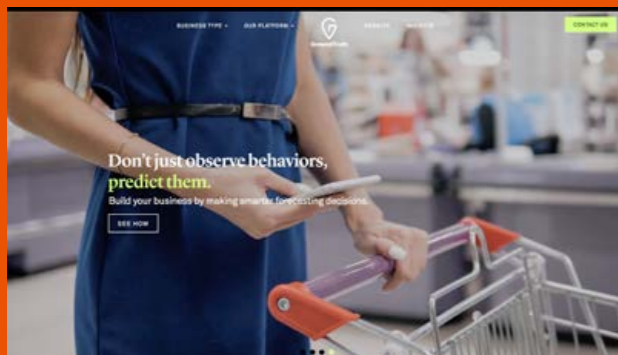 BUSINESS TYPE
OUR PLATFORM
GroundTruth
CONTACT US
Don't just observe behaviors,
predict them.
Build your business by making smarter forecasting decisions.
SEE HOW